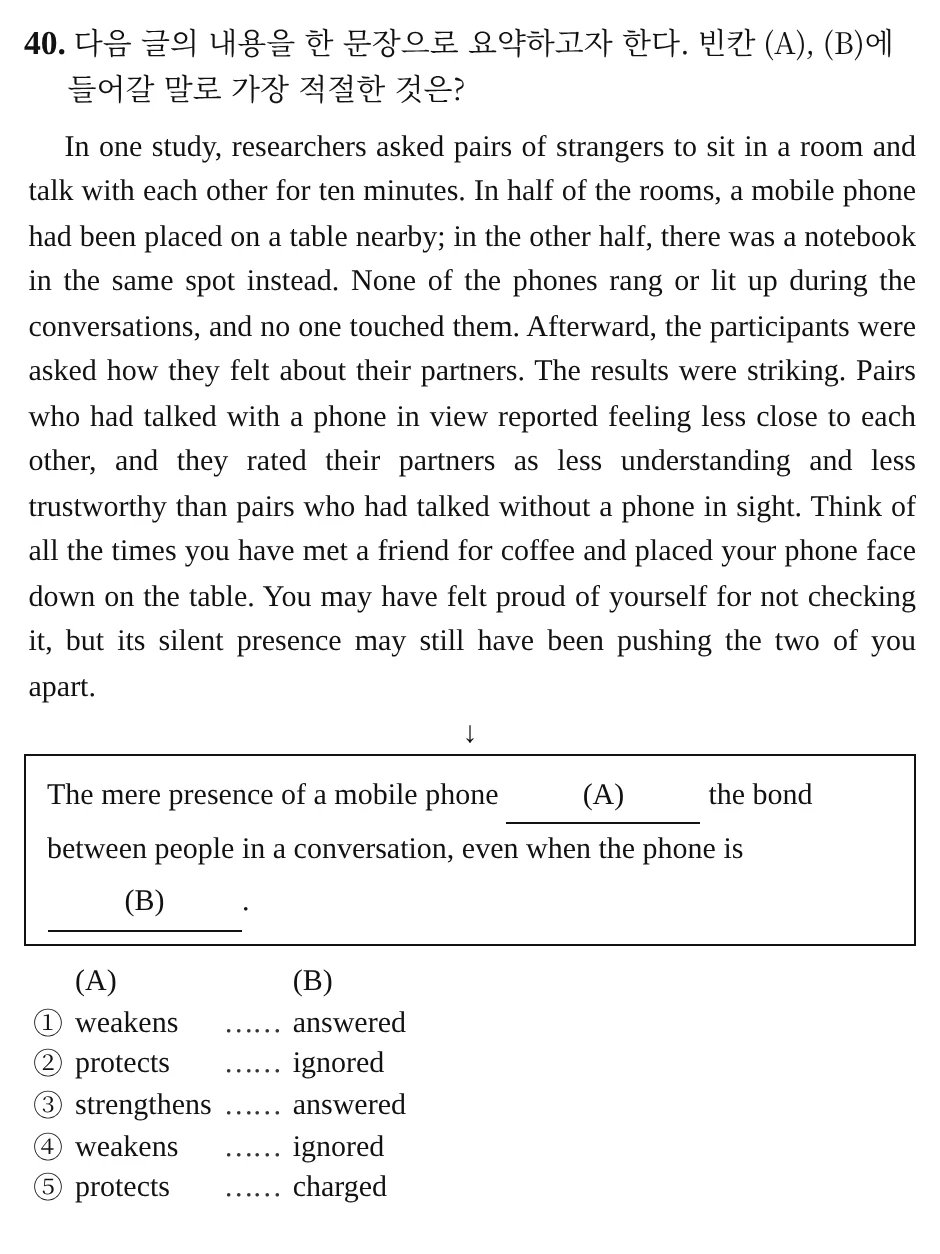 40. 다음 글의 내용을 한 문장으로 요약하고자 한다. 빈칸 (A), (B)에
들어갈 말로 가장 적절한 것은?
In one study, researchers asked pairs of strangers to sit in a room and
talk with each other for ten minutes. In half of the rooms, a mobile phone
had been placed on a table nearby; in the other half, there was a notebook
in the same spot instead. None of the phones rang or lit up during the
conversations, and no one touched them. Afterward, the participants were
asked how they felt about their partners. The results were striking. Pairs
who had talked with a phone in view reported feeling less close to each
other, and they rated their partners as less understanding and less
trustworthy than pairs who had talked without a phone in sight. Think of
all the times you have met a friend for coffee and placed your phone face
down on the table. You may have felt proud of yourself for not checking
it, but its silent presence may still have been pushing the two of you
apart.
↓
The mere presence of a mobile phone (A) the bond
between people in a conversation, even when the phone is
(B) .
(A) (B)
① weakens …… answered
② protects …… ignored
③ strengthens …… answered
④ weakens …… ignored
⑤ protects …… charged